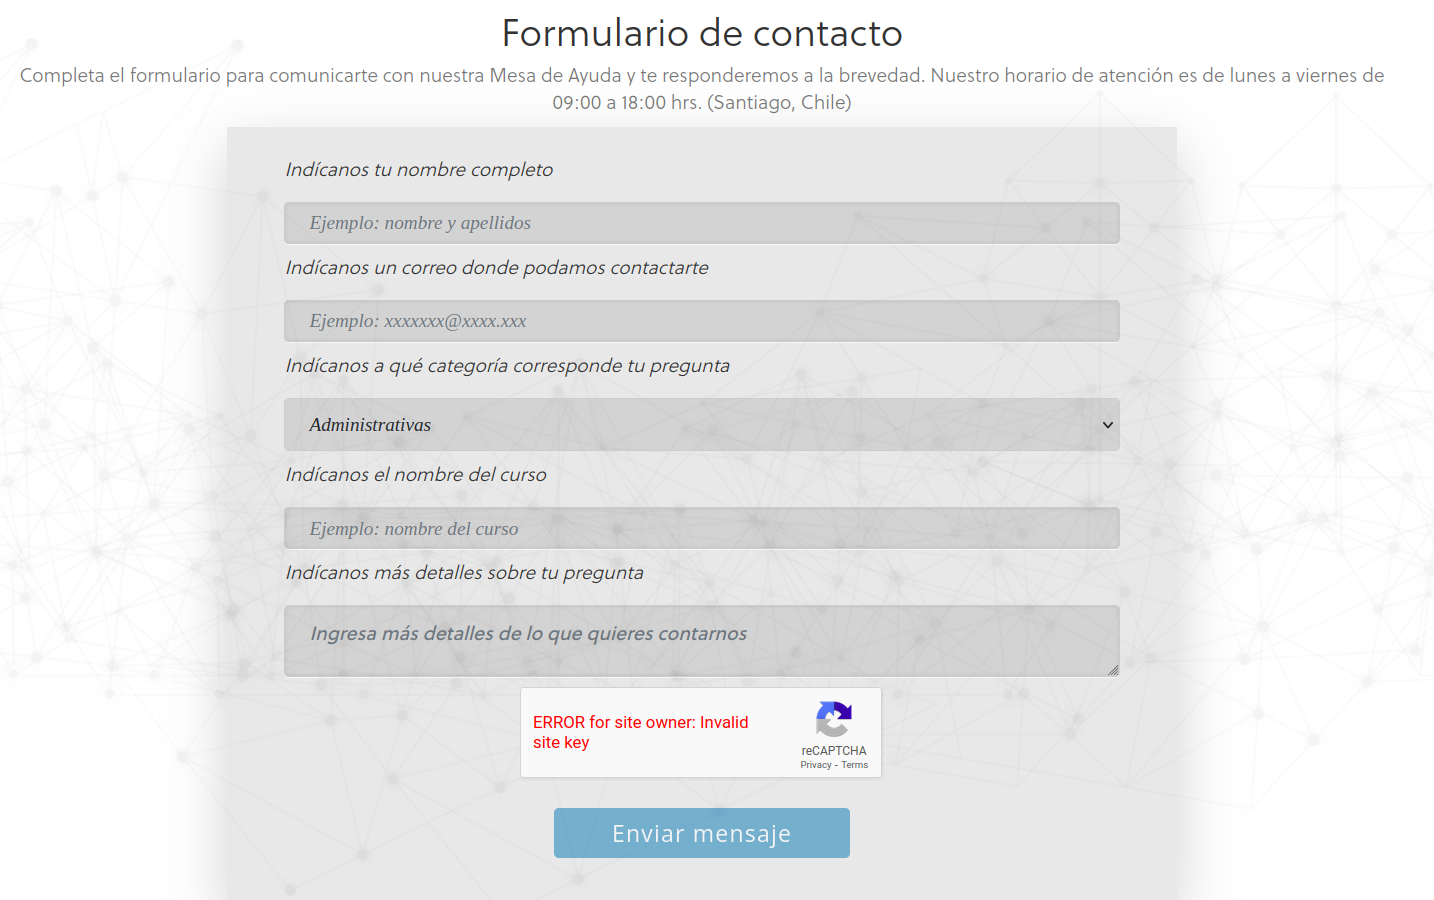 Formulario de contacto
Completa el formulario para comunicarte con nuestra Mesa de Ayuda y te responderemos a la brevedad. Nuestro horario de atención es de lunes a viernes de
09:00 a 18:00 hrs. (Santiago, Chile)
Indícanos tu nombre completo
Ejemplo: nombre y apellidos
Indícanos un correo donde podamos contactarte
Ejemplo: xxxxxxx@xxxx.xxx
Indícanos a qué categoría corresponde tu pregunta
Administrativas
Indícanos el nombre del curso
Ejemplo: nombre del curso
Indícanos más detalles sobre tu pregunta
Ingresa más detalles de lo que quieres contarnos
ERROR for site owner: Invalid
site key
reCAPTCHA
Privacy - Terms
Enviar mensaje